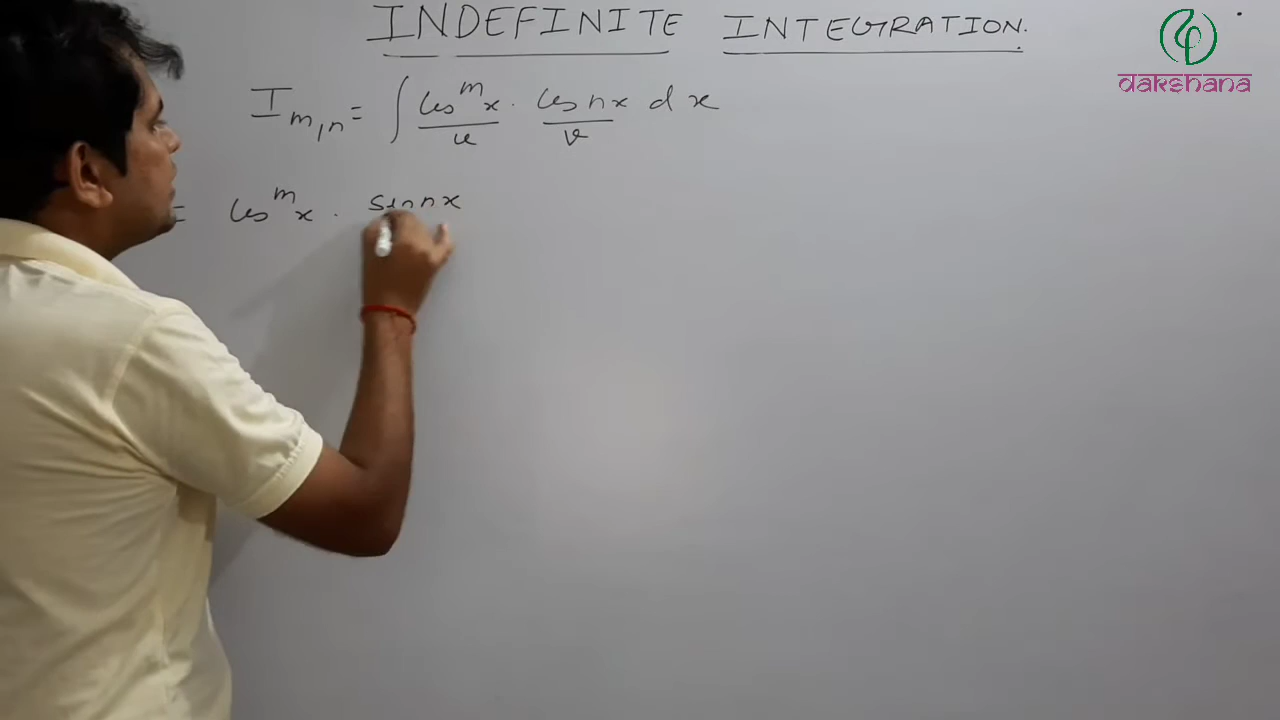 INDEFINITE INTEGRATION.
dakshana
I m,n = ∫ cos^m x . cos nx dx
u v
= cos^m x . sin nx